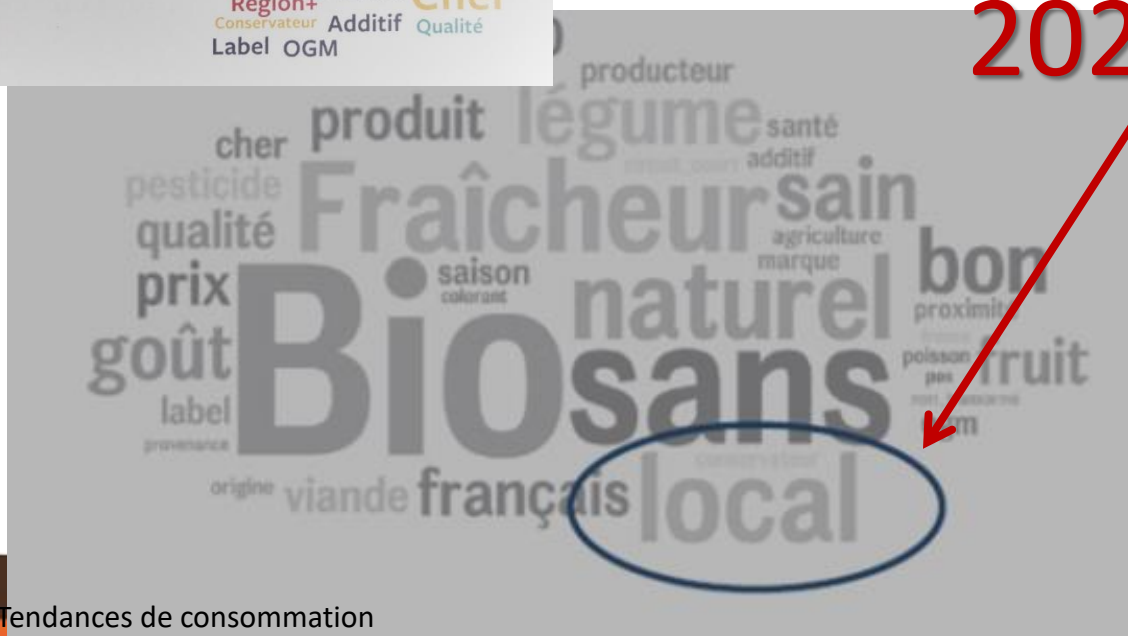 Région+
Cher
Conservateur Additif Qualité
Label OGM
202
producteur
produit légume santé
cher
additif
pesticide Fraîcheur sain
qualité
agriculture
marque
prix saison
colorant
Bio naturel bon
proximité
goût sans poisson fruit
pas
label
provenance
conservateur
origine viande français local
Tendances de consommation